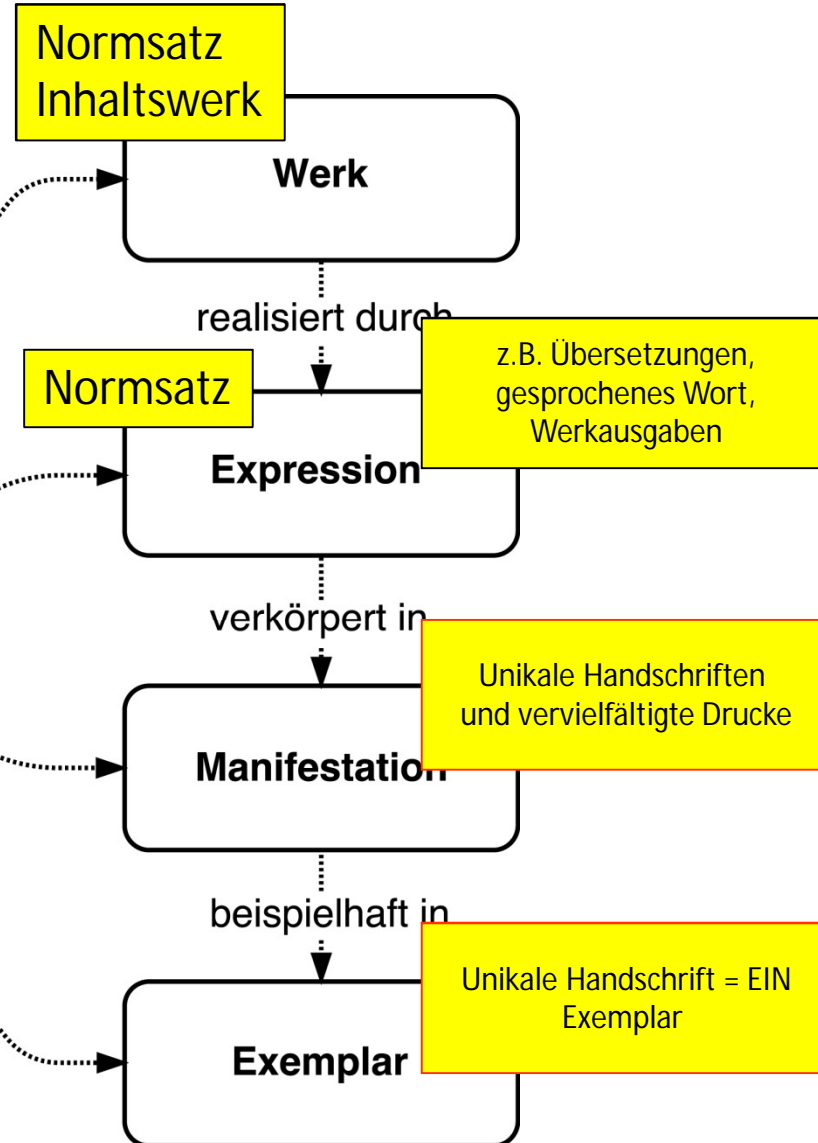 Normsatz
Inhaltswerk
Werk
realisiert durch
z.B. Übersetzungen,
gesprochenes Wort,
Werkausgaben
Normsatz
Expression
verkörpert in
Unikale Handschriften
und vervielfältigte Drucke
Manifestation
beispielhaft in
Unikale Handschrift = EIN
Exemplar
Exemplar